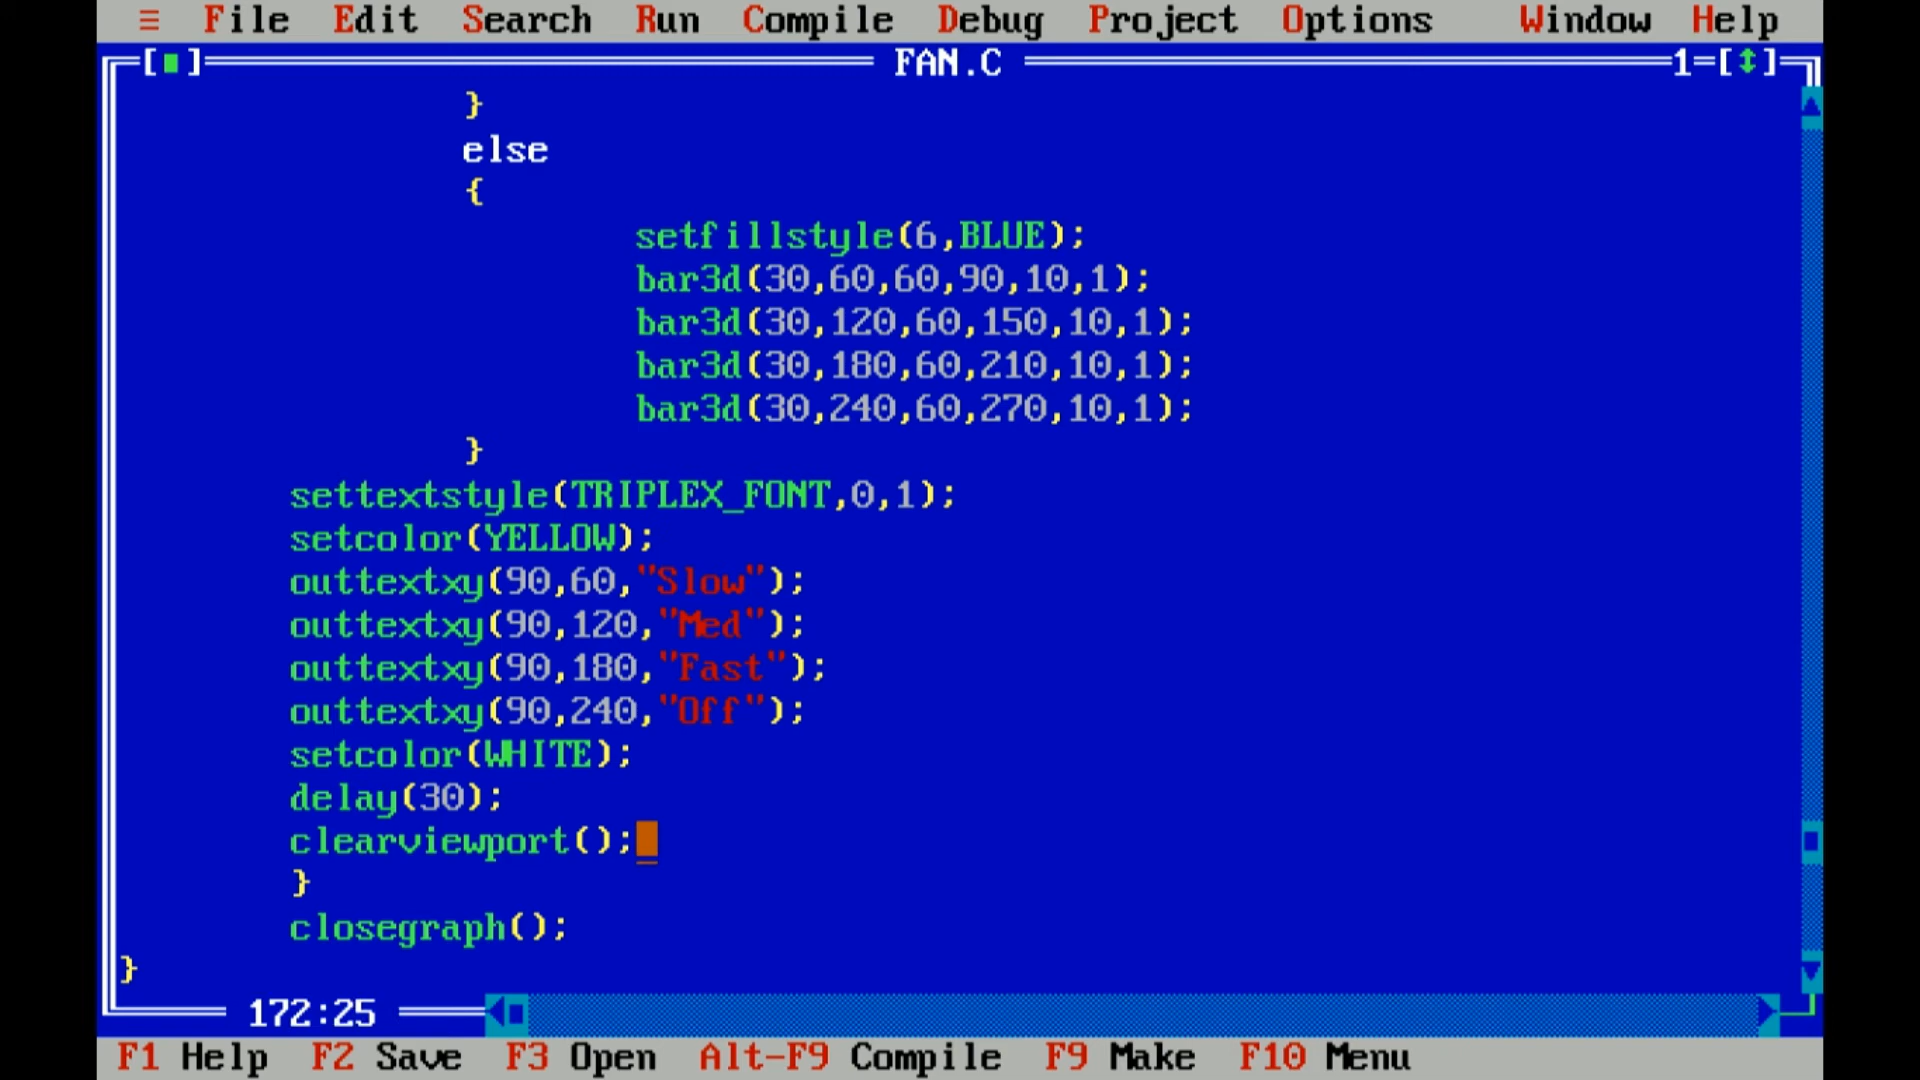 ≡ File Edit Search Run Compile Debug Project Options Window Help
[■] FAN.C 1=[↕]
}
else
{
setfillstyle(6,BLUE);
bar3d(30,60,60,90,10,1);
bar3d(30,120,60,150,10,1);
bar3d(30,180,60,210,10,1);
bar3d(30,240,60,270,10,1);
}
settextstyle(TRIPLEX_FONT,0,1);
setcolor(YELLOW);
outtextxy(90,60,"Slow");
outtextxy(90,120,"Med");
outtextxy(90,180,"Fast");
outtextxy(90,240,"Off");
setcolor(WHITE);
delay(30);
clearviewport();
}
closegraph();
}
172:25
F1 Help F2 Save F3 Open Alt-F9 Compile F9 Make F10 Menu